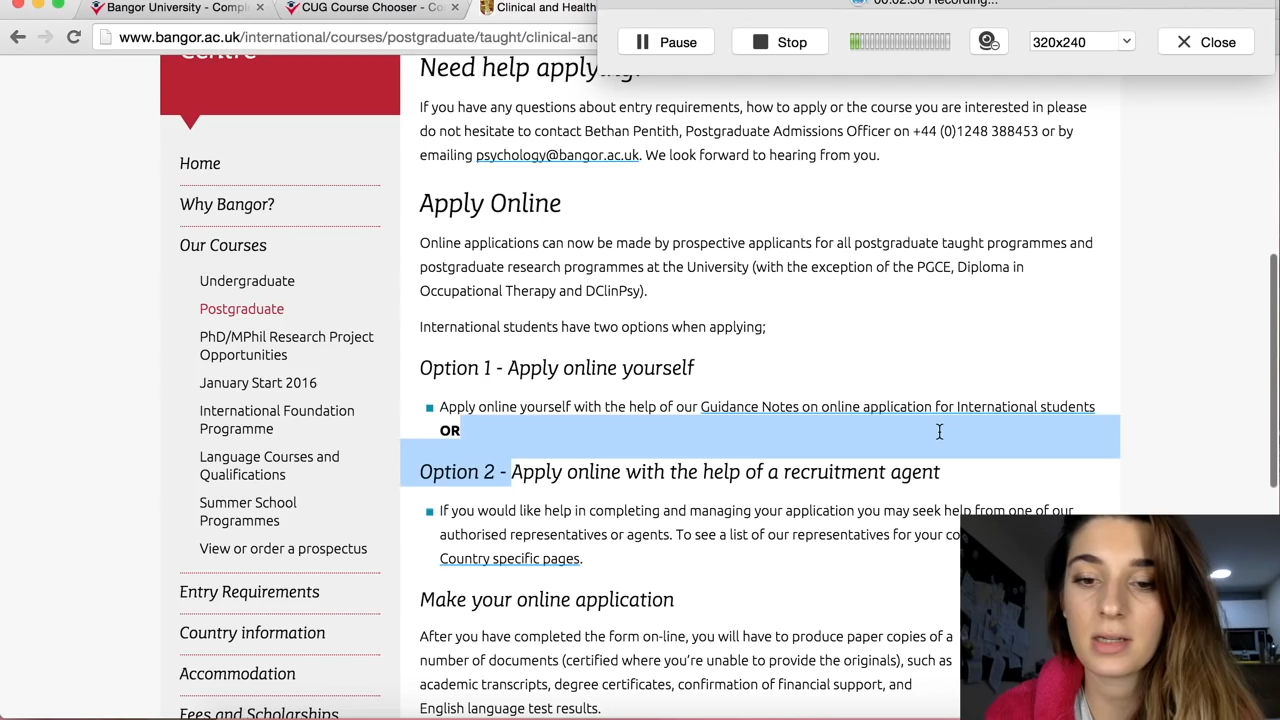 00:02:56 Recording...
Bangor University - Compl
CUG Course Chooser - Co
Clinical and Health
Pause
Stop
320x240
Close
www.bangor.ac.uk/international/courses/postgraduate/taught/clinical-an
Centre
Need help applying?
If you have any questions about entry requirements, how to apply or the course you are interested in please
do not hesitate to contact Bethan Pentith, Postgraduate Admissions Officer on +44 (0)1248 388453 or by
emailing psychology@bangor.ac.uk. We look forward to hearing from you.
Apply Online
Online applications can now be made by prospective applicants for all postgraduate taught programmes and
postgraduate research programmes at the University (with the exception of the PGCE, Diploma in
Occupational Therapy and DClinPsy).
International students have two options when applying;
Option 1 - Apply online yourself
Apply online yourself with the help of our Guidance Notes on online application for International students
OR
Option 2 - Apply online with the help of a recruitment agent
If you would like help in completing and managing your application you may seek help from one of our
authorised representatives or agents. To see a list of our representatives for your co
Country specific pages.
Make your online application
After you have completed the form on-line, you will have to produce paper copies of a
number of documents (certified where you're unable to provide the originals), such as
academic transcripts, degree certificates, confirmation of financial support, and
English language test results.
Home
Why Bangor?
Our Courses
Undergraduate
Postgraduate
PhD/MPhil Research Project
Opportunities
January Start 2016
International Foundation
Programme
Language Courses and
Qualifications
Summer School
Programmes
View or order a prospectus
Entry Requirements
Country information
Accommodation
Fees and Scholarships